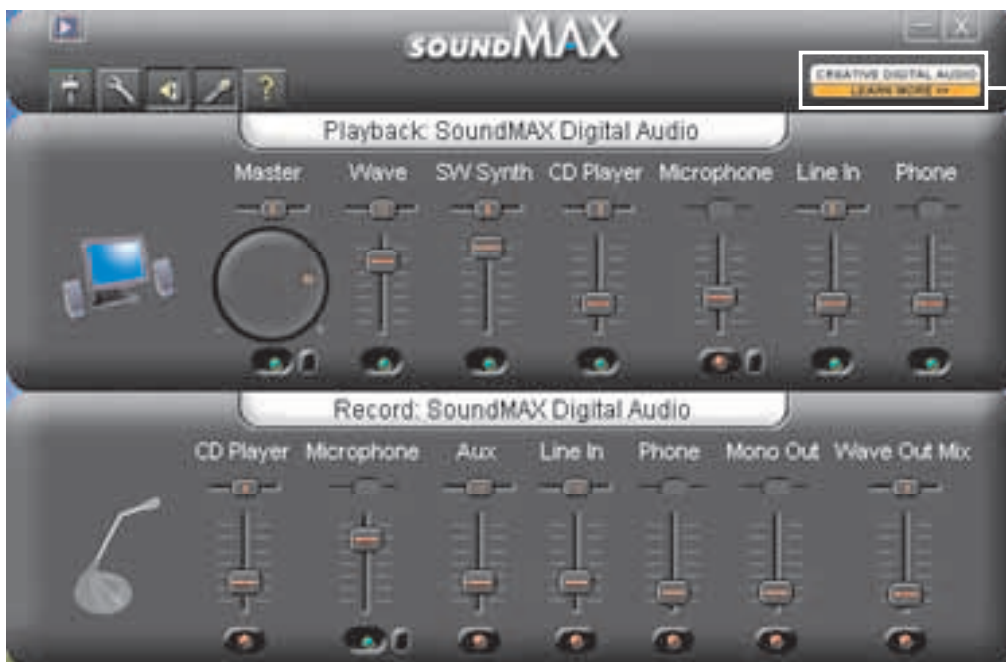 SOUNDMAX
X
?
CREATIVE DIGITAL AUDIO
LEARN MORE >>
Playback: SoundMAX Digital Audio
Master Wave SW Synth CD Player Microphone Line In Phone
Record: SoundMAX Digital Audio
CD Player Microphone Aux Line In Phone Mono Out Wave Out Mix